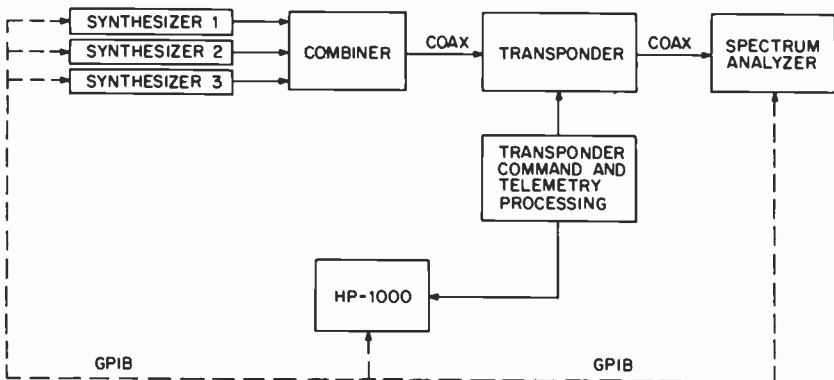 SYNTHESIZER 1
SYNTHESIZER 2
SYNTHESIZER 3
COMBINER
COAX
TRANSPONDER
COAX
SPECTRUM
ANALYZER
TRANSPONDER
COMMAND AND
TELEMETRY
PROCESSING
HP-1000
GPIB
GPIB